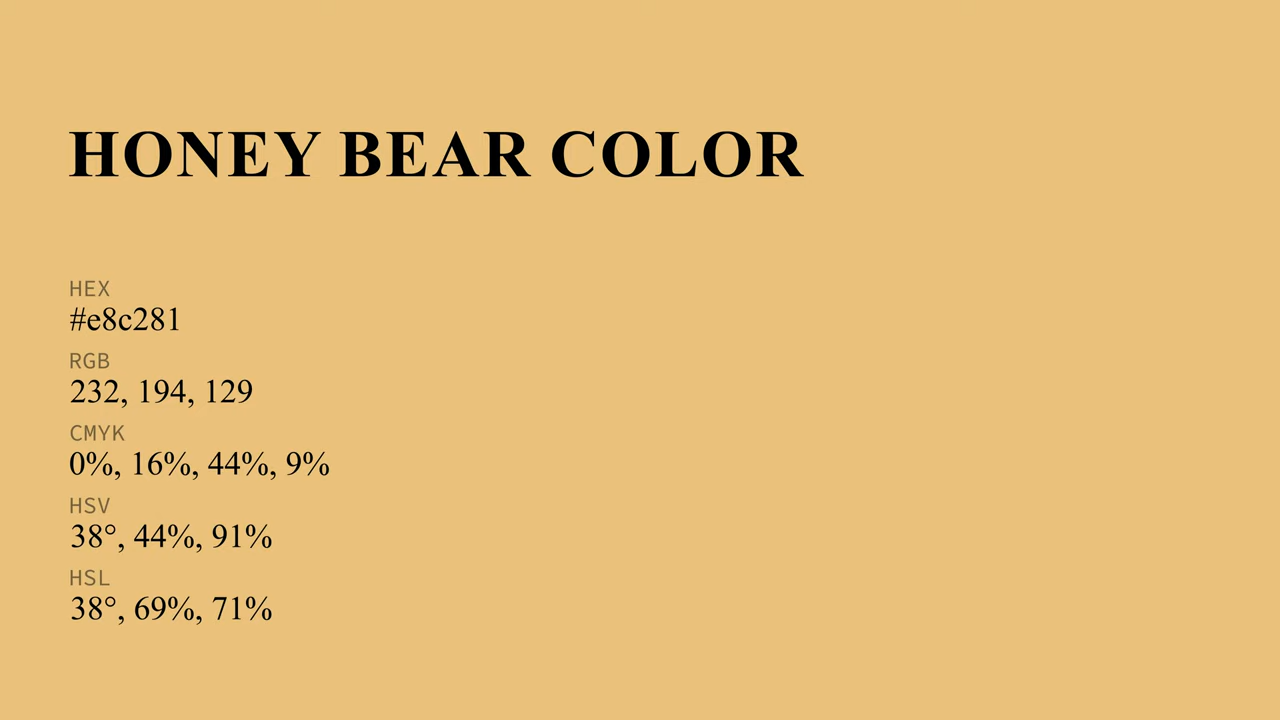 HONEY BEAR COLOR
HEX
#e8c281
RGB
232, 194, 129
CMYK
0%, 16%, 44%, 9%
HSV
38°, 44%, 91%
HSL
38°, 69%, 71%